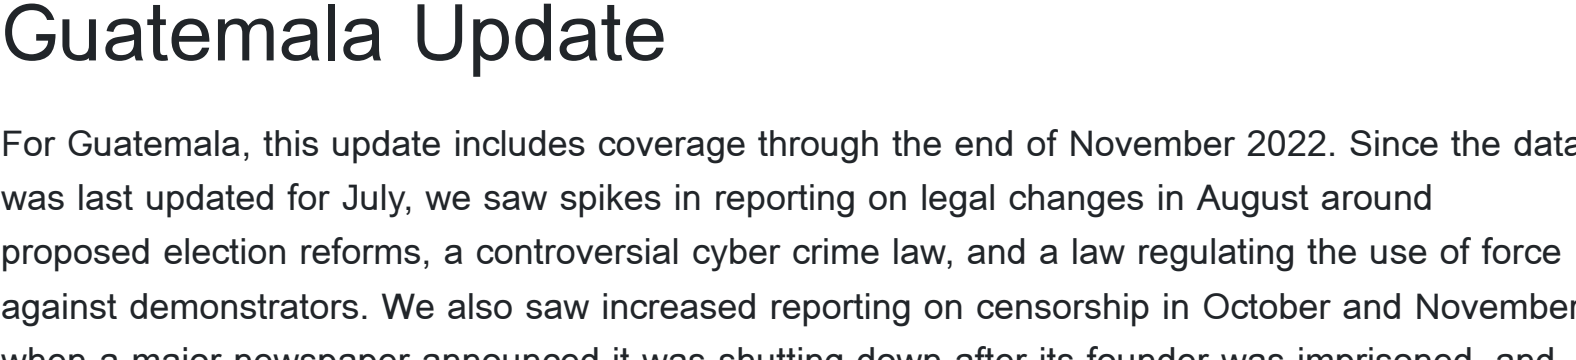 Guatemala Update
For Guatemala, this update includes coverage through the end of November 2022. Since the data
was last updated for July, we saw spikes in reporting on legal changes in August around
proposed election reforms, a controversial cyber crime law, and a law regulating the use of force
against demonstrators. We also saw increased reporting on censorship in October and November
when a major newspaper announced it was shutting down after its founder was imprisoned, and